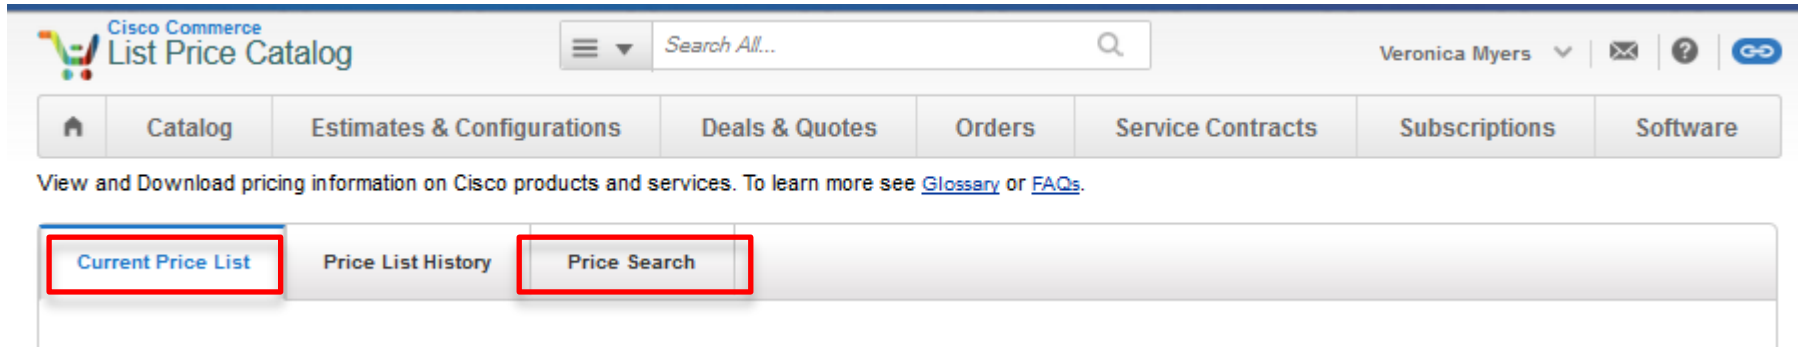 Cisco Commerce
List Price Catalog
Search All...
Veronica Myers
Catalog Estimates & Configurations Deals & Quotes Orders Service Contracts Subscriptions Software
View and Download pricing information on Cisco products and services. To learn more see Glossary or FAQs.
Current Price List Price List History Price Search